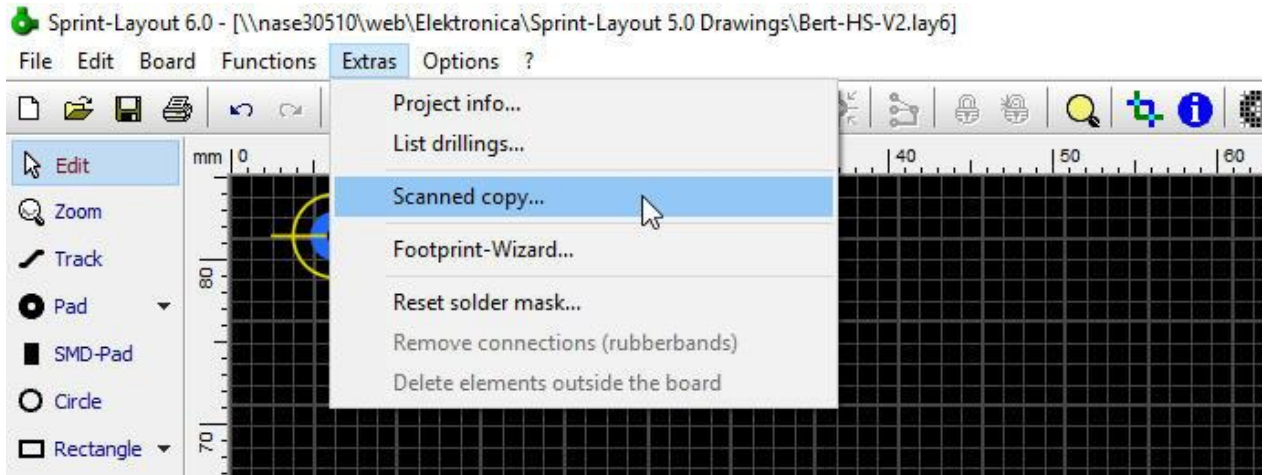 Sprint-Layout 6.0 - [\\nase30510\web\Elektronica\Sprint-Layout 5.0 Drawings\Bert-HS-V2.lay6]
File Edit Board Functions Extras Options ?
Project info...
List drillings...
Scanned copy...
Footprint-Wizard...
Reset solder mask...
Remove connections (rubberbands)
Delete elements outside the board
Edit
Zoom
Track
Pad
SMD-Pad
Circle
Rectangle
mm 0 40 50 60
80
70